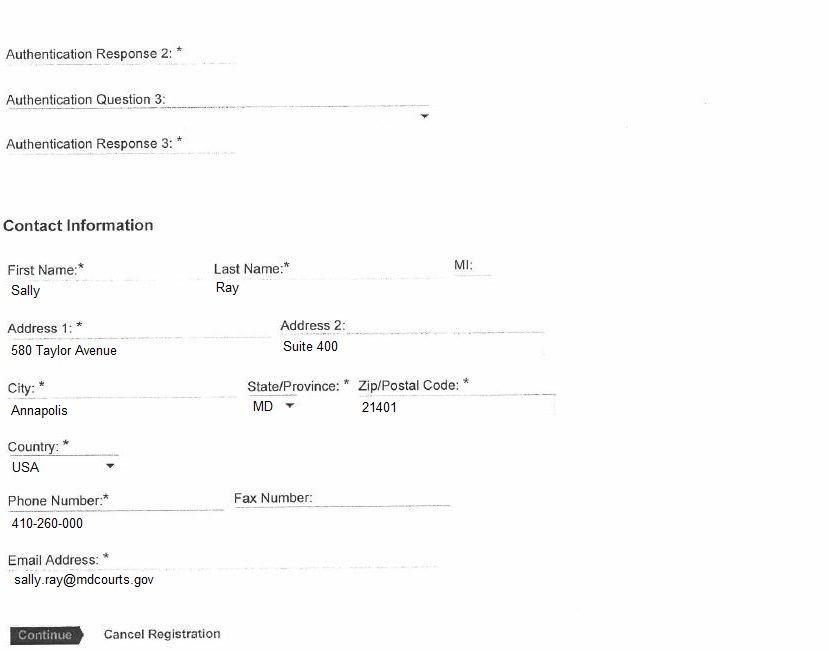 Authentication Response 2: *
Authentication Question 3:
Authentication Response 3: *
Contact Information
First Name:* Last Name:* MI:
Sally Ray
Address 1: * Address 2:
580 Taylor Avenue Suite 400
City: * State/Province: * Zip/Postal Code: *
Annapolis MD 21401
Country: *
USA
Phone Number:* Fax Number:
410-260-000
Email Address: *
sally.ray@mdcourts.gov
Continue Cancel Registration